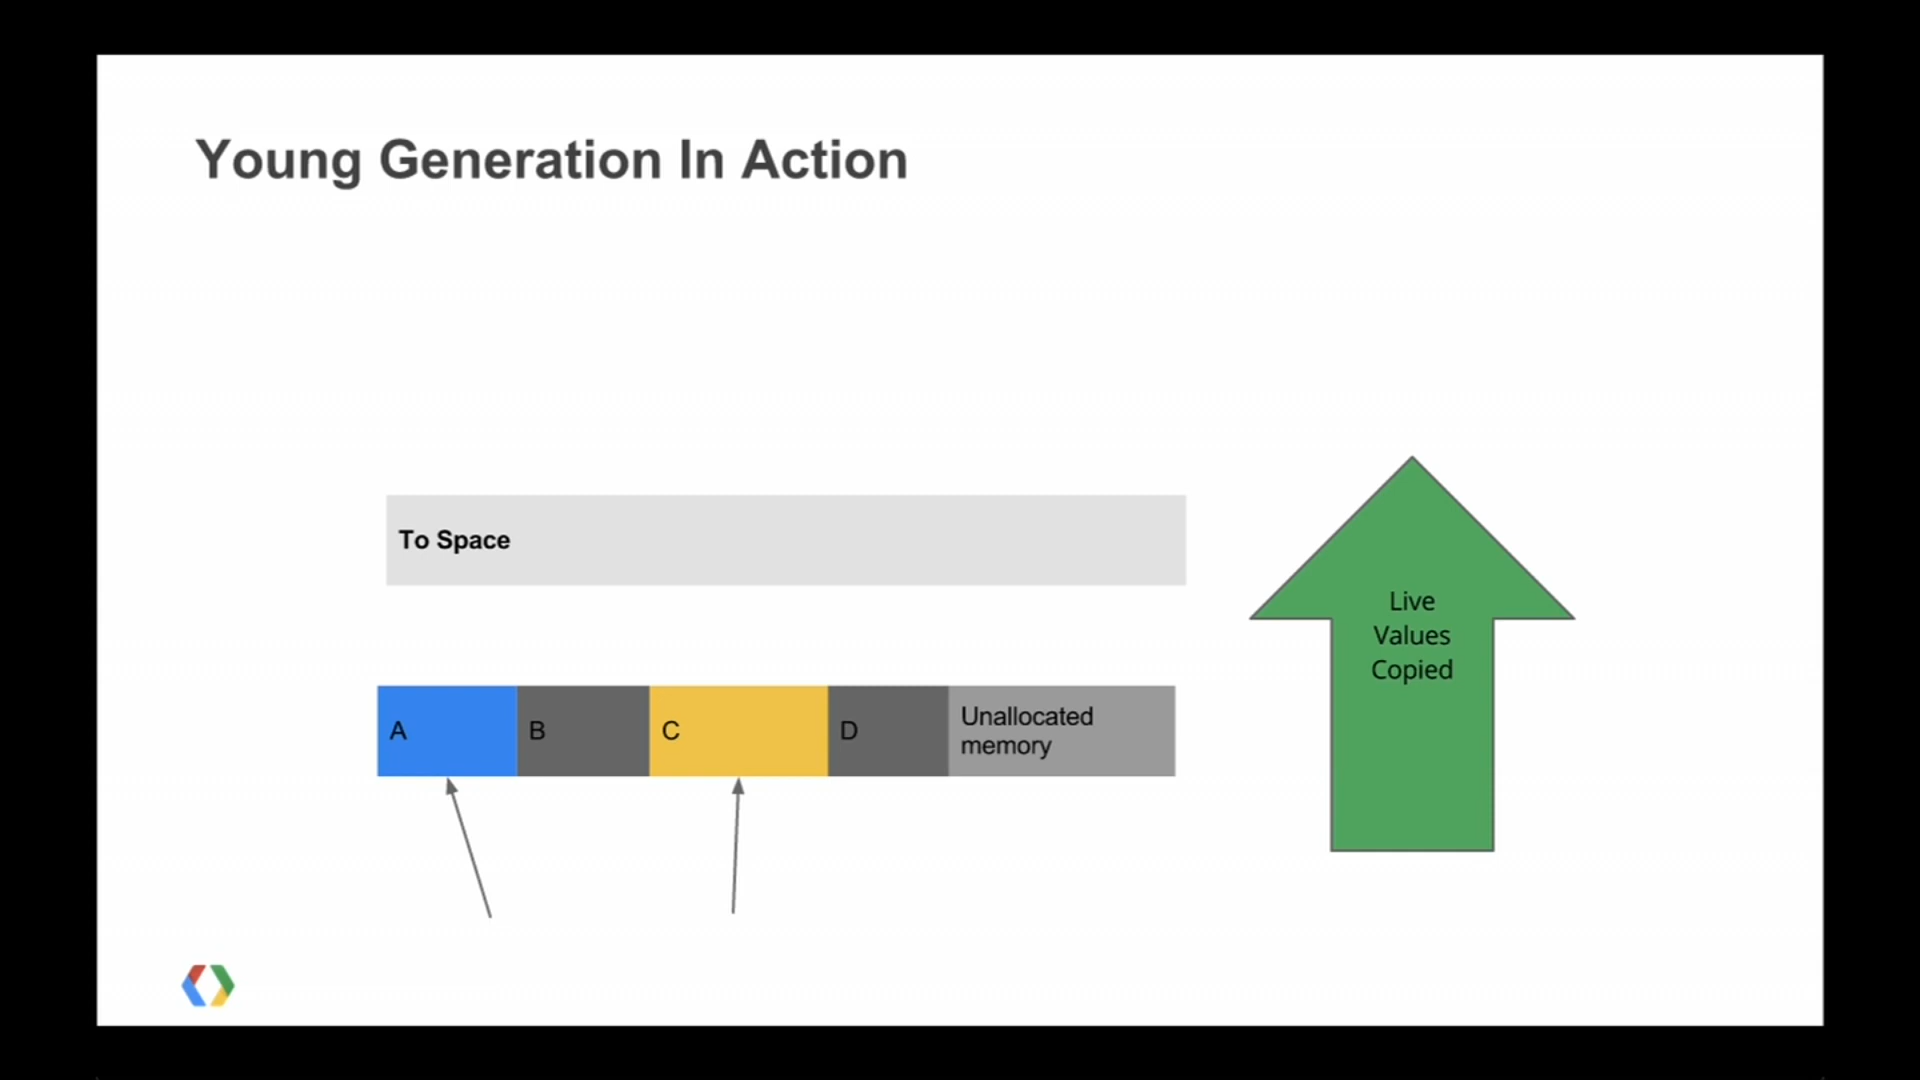 Young Generation In Action
To Space
Live
Values
Copied
A
B
C
D
Unallocated
memory